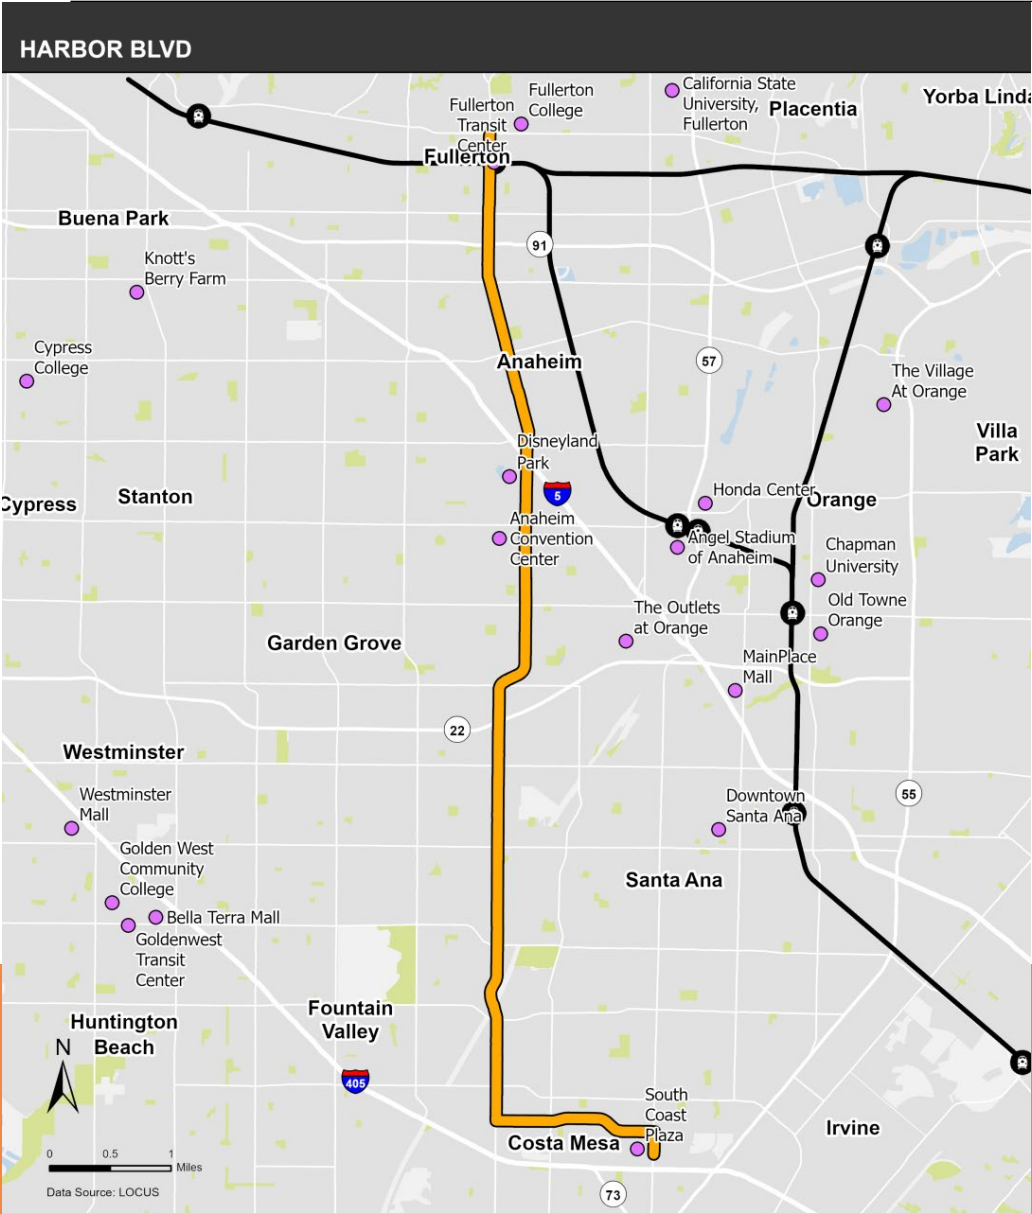 HARBOR BLVD
California State
University,
Fullerton
Placentia
Yorba Linda
Fullerton
College
Fullerton
Transit
Center
Fullerton
Buena Park
91
Knott's
Berry Farm
Cypress
College
Anaheim
57
The Village
At Orange
Villa
Park
Disneyland
Park
5
Honda Center
Orange
Cypress
Stanton
Anaheim
Convention
Center
Angel Stadium
of Anaheim
Chapman
University
Old Towne
Orange
The Outlets
at Orange
Garden Grove
MainPlace
Mall
22
Westminster
Westminster
Mall
55
Downtown
Santa Ana
Golden West
Community
College
Santa Ana
Bella Terra Mall
Goldenwest
Transit
Center
Fountain
Valley
Huntington
Beach
N
405
South
Coast
Plaza
Costa Mesa
Irvine
0 0.5 1
Miles
Data Source: LOCUS
73